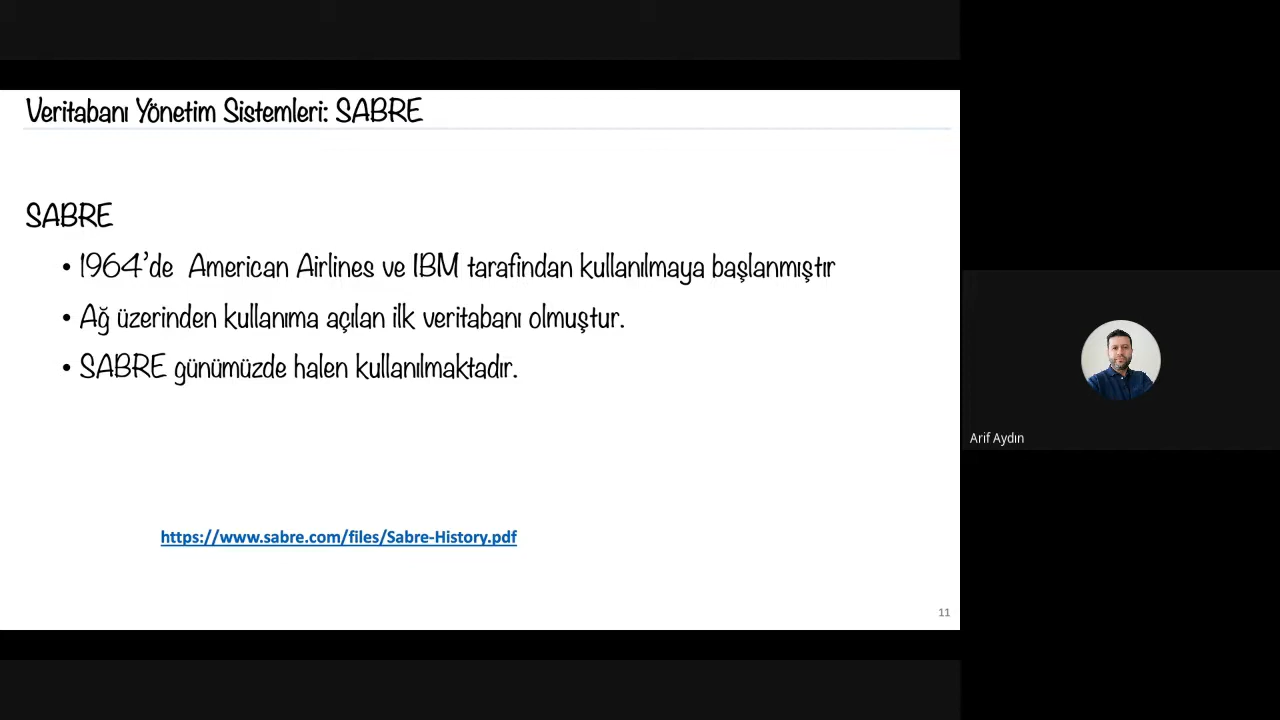 Veritabanı Yönetim Sistemleri: SABRE
SABRE
• 1964’de American Airlines ve IBM tarafından kullanılmaya başlanmıştır
• Ağ üzerinden kullanıma açılan ilk veritabanı olmuştur.
• SABRE günümüzde halen kullanılmaktadır.
https://www.sabre.com/files/Sabre-History.pdf
11
Arif Aydın